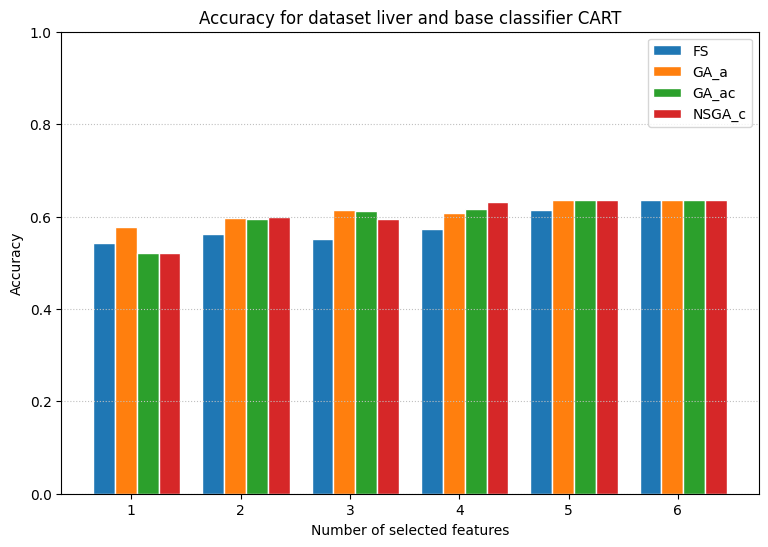 Accuracy for dataset liver and base classifier CART
1.0
0.8
0.6
0.4
0.2
0.0
Accuracy
FS
GA_a
GA_ac
NSGA_c
1 2 3 4 5 6
Number of selected features